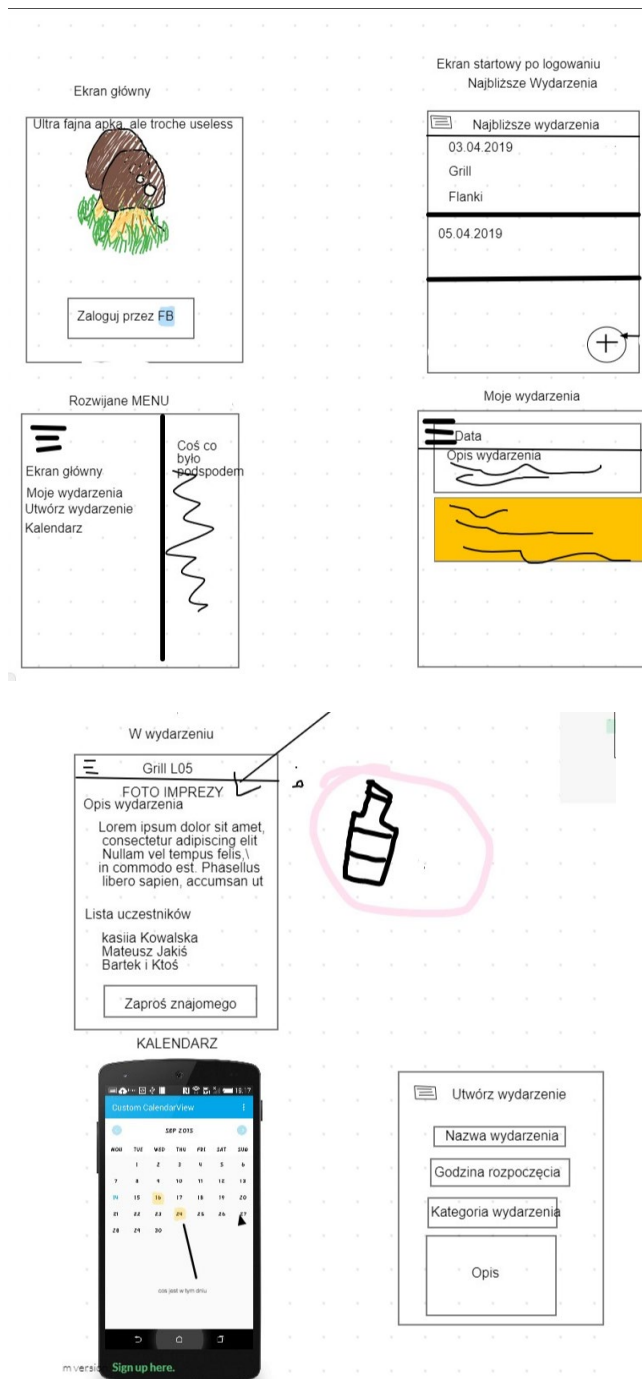 Ekran główny
Ultra fajna apka, ale troche useless
Zaloguj przez FB
Ekran startowy po logowaniu
Najbliższe Wydarzenia
Najbliższe wydarzenia
03.04.2019
Grill
Flanki
05.04.2019
Rozwijane MENU
Ekran główny
Moje wydarzenia
Utwórz wydarzenie
Kalendarz
Coś co
było
podspodem
Moje wydarzenia
Data
Opis wydarzenia
W wydarzeniu
Grill L05
FOTO IMPREZY
Opis wydarzenia
Lorem ipsum dolor sit amet,
consectetur adipiscing elit
Nullam vel tempus felis,\
in commodo est. Phasellus
libero sapien, accumsan ut
Lista uczestników
kasiia Kowalska
Mateusz Jakiś
Bartek i Ktoś
Zaproś znajomego
KALENDARZ
18:17
Custom CalendarView
SEP 2015
MON TUE WED THU FRI SAT SUN
1 2 3 4 5 6
7 8 9 10 11 12 13
14 15 16 17 18 19 20
21 22 23 24 25 26 27
28 29 30
coś jest w tym dniu
m versio
Sign up here.
Utwórz wydarzenie
Nazwa wydarzenia
Godzina rozpoczęcia
Kategoria wydarzenia
Opis